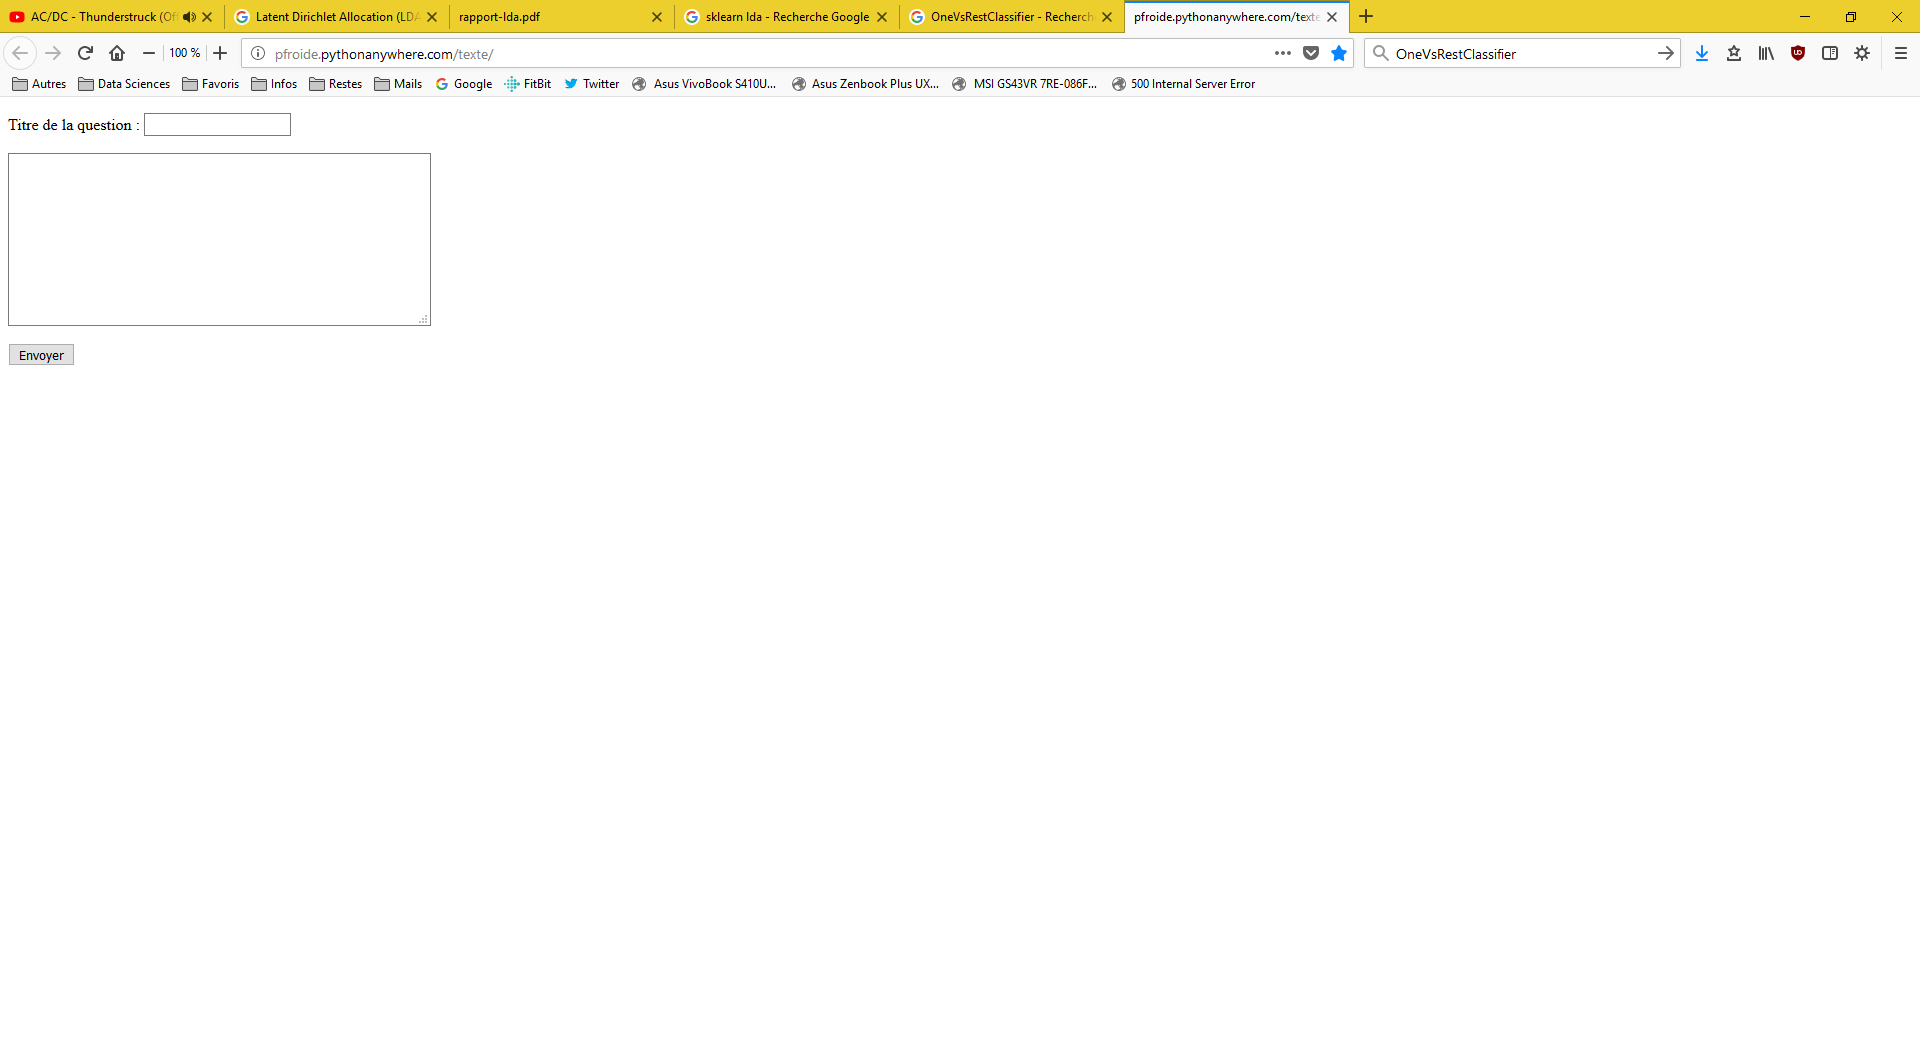 AC/DC - Thunderstruck (Off
Latent Dirichlet Allocation (LDA
rapport-lda.pdf
sklearn lda - Recherche Google
OneVsRestClassifier - Recherch
pfroide.pythonanywhere.com/texte
100 %
pfroide.pythonanywhere.com/texte/
OneVsRestClassifier
Autres
Data Sciences
Favoris
Infos
Restes
Mails
Google
FitBit
Twitter
Asus VivoBook S410U...
Asus Zenbook Plus UX...
MSI GS43VR 7RE-086F...
500 Internal Server Error
Titre de la question :
Envoyer